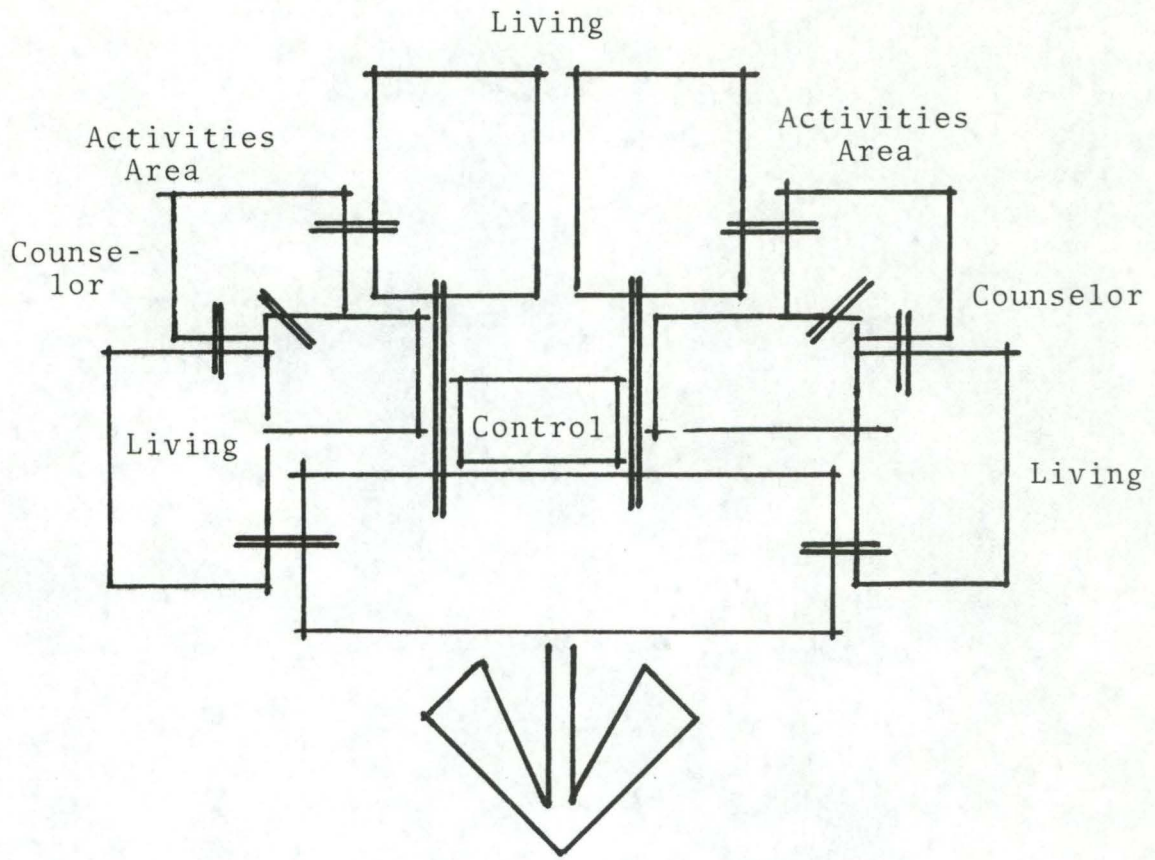 Living
Activities
Area
Activities
Area
Counse-
lor
Counselor
Living
Control
Living